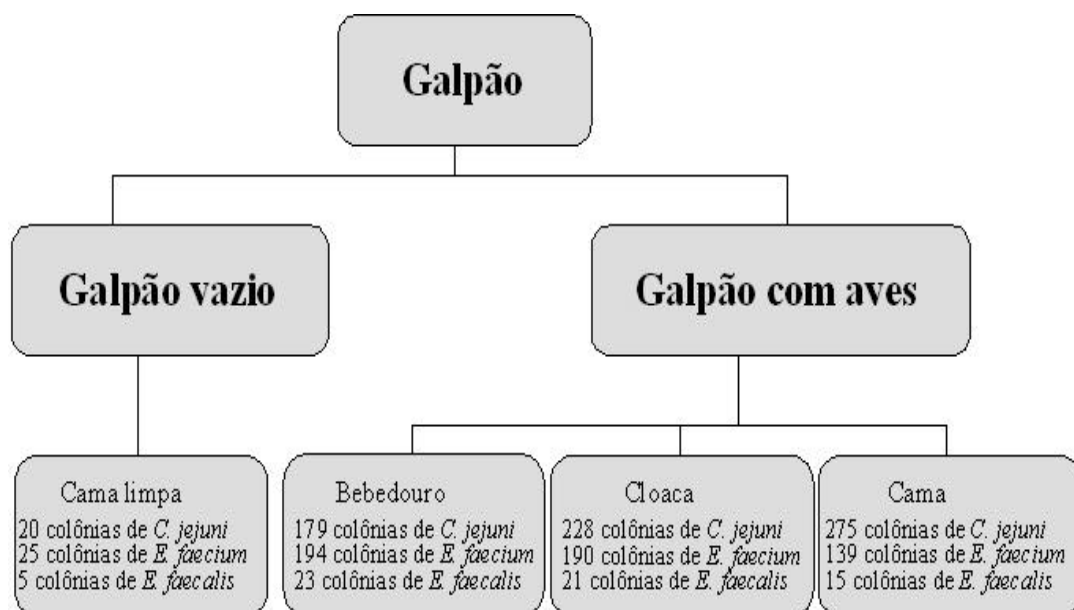 Galpão
Galpão vazio
Galpão com aves
Cama limpa
20 colônias de C. jejuni
25 colônias de E. faecium
5 colônias de E. faecalis
Bebedouro
179 colônias de C. jejuni
194 colônias de E. faecium
23 colônias de E. faecalis
Cloaca
228 colônias de C. jejuni
190 colônias de E. faecium
21 colônias de E. faecalis
Cama
275 colônias de C. jejuni
139 colônias de E. faecium
15 colônias de E. faecalis